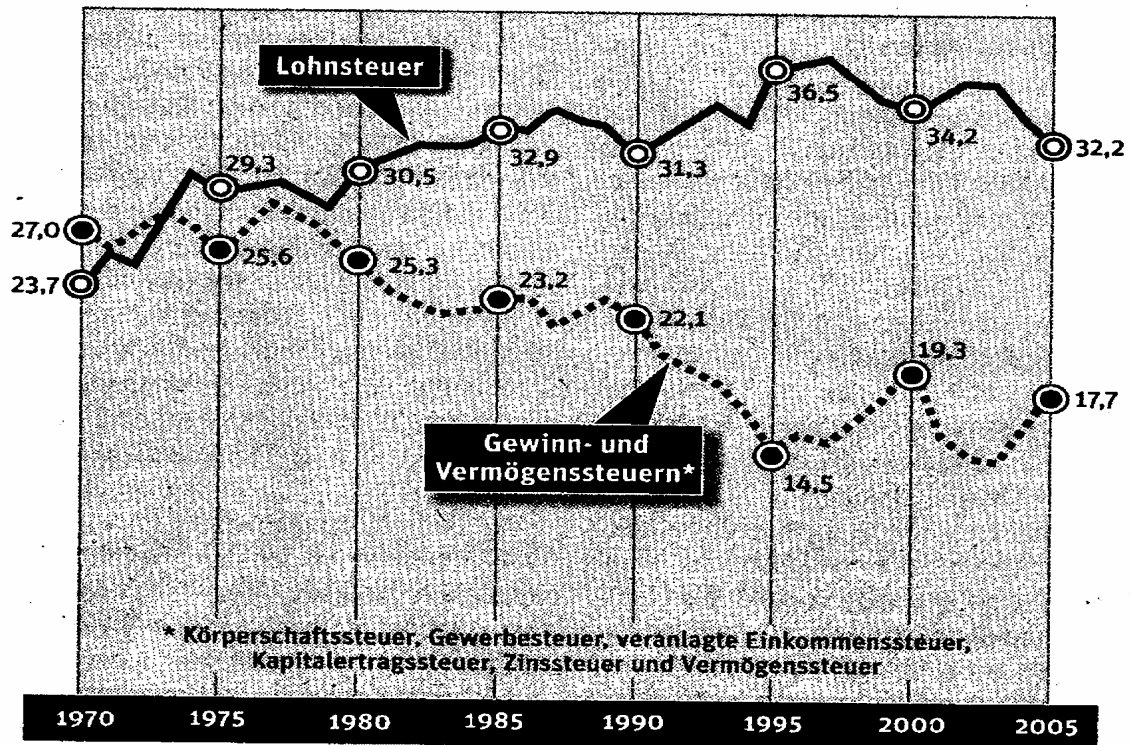 Lohnsteuer
36,5
34,2
32,2
32,9
31,3
29,3
30,5
27,0
23,7
25,6
25,3
23,2
22,1
19,3
17,7
14,5
Gewinn- und
Vermögenssteuern*
* Körperschaftssteuer, Gewerbesteuer, veranlagte Einkommenssteuer,
Kapitalertragssteuer, Zinssteuer und Vermögenssteuer
1970 1975 1980 1985 1990 1995 2000 2005